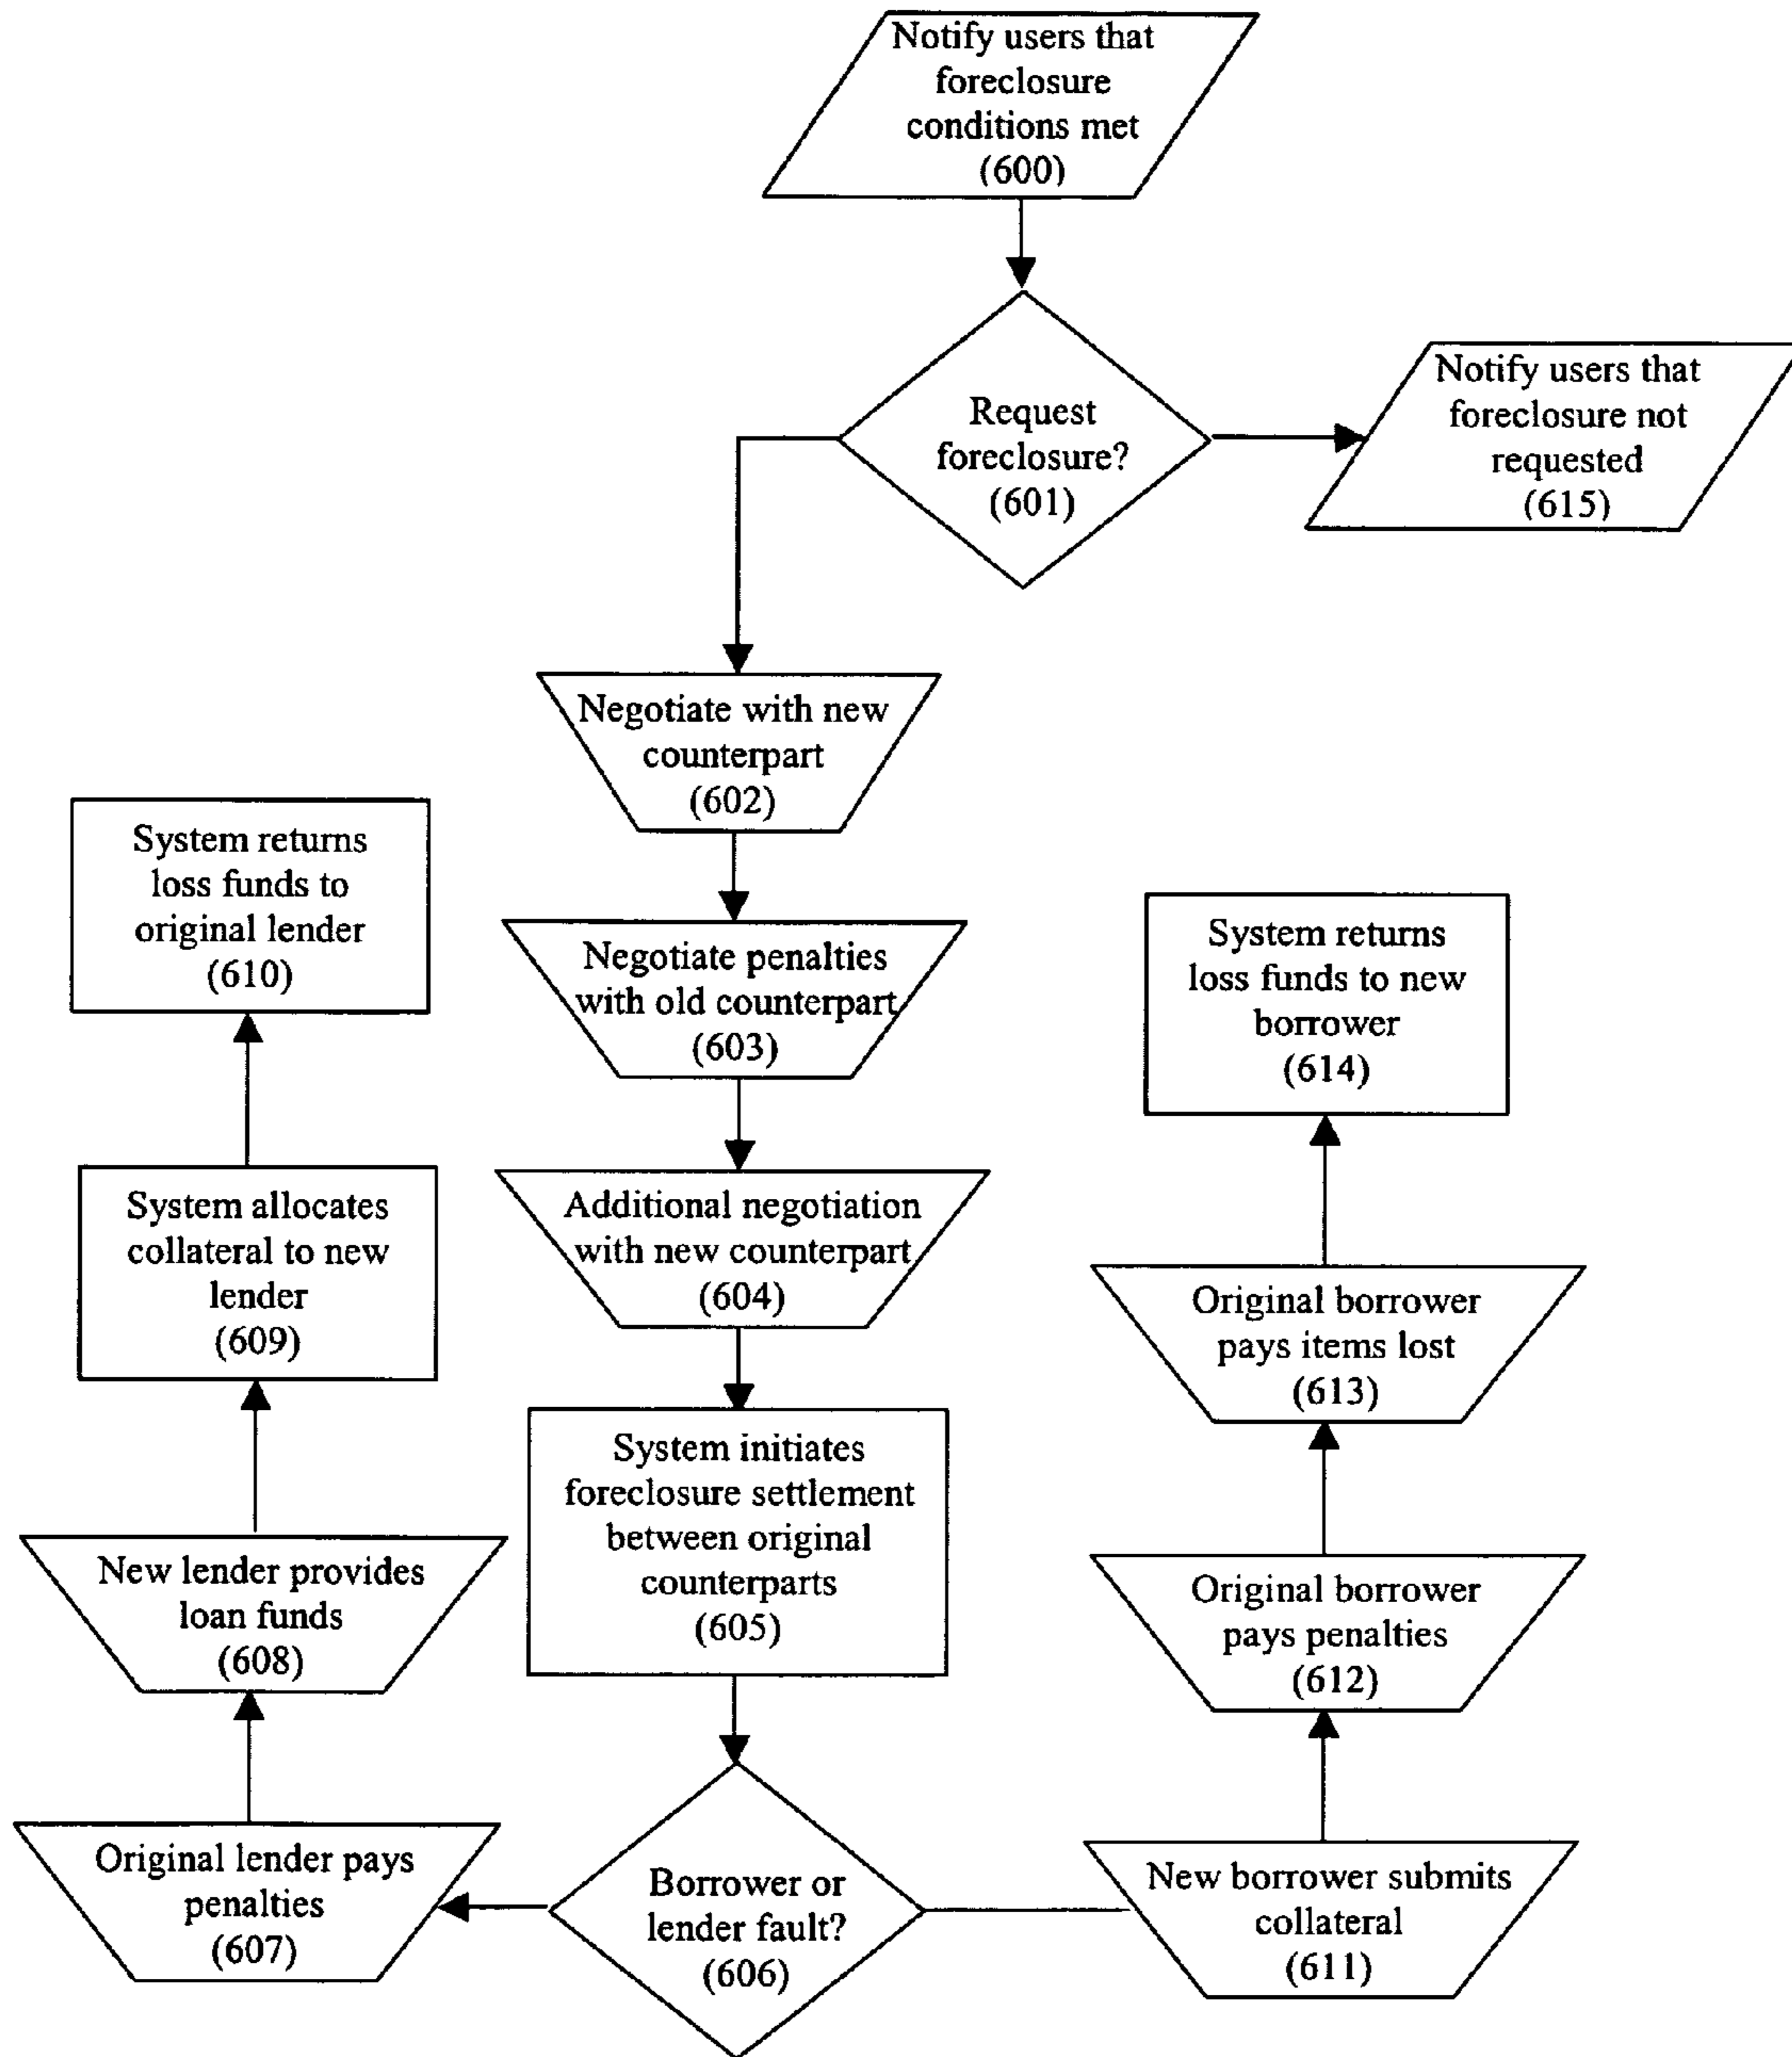 Notify users that
foreclosure
conditions met
(600)
Request
foreclosure?
(601)
Notify users that
foreclosure not
requested
(615)
Negotiate with new
counterpart
(602)
Negotiate penalties
with old counterpart
(603)
Additional negotiation
with new counterpart
(604)
System initiates
foreclosure settlement
between original
counterparts
(605)
Borrower or
lender fault?
(606)
Original lender pays
penalties
(607)
New lender provides
loan funds
(608)
System allocates
collateral to new
lender
(609)
System returns
loss funds to
original lender
(610)
New borrower submits
collateral
(611)
Original borrower
pays penalties
(612)
Original borrower
pays items lost
(613)
System returns
loss funds to new
borrower
(614)